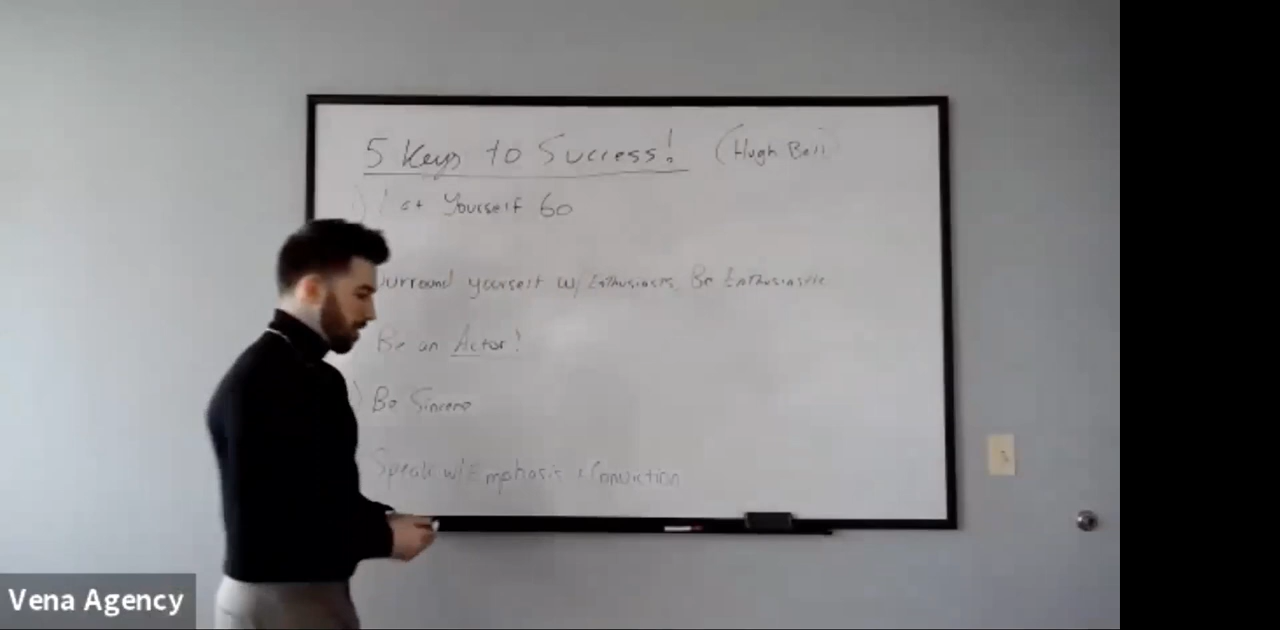 5 Keys to Success! (Hugh Bell)
1) Let Yourself Go
Surround yourself w/ Enthusiasts, Be Enthusiastic
Be an Actor!
) Be Sincere
Speak w/ Emphasis & Conviction
Vena Agency